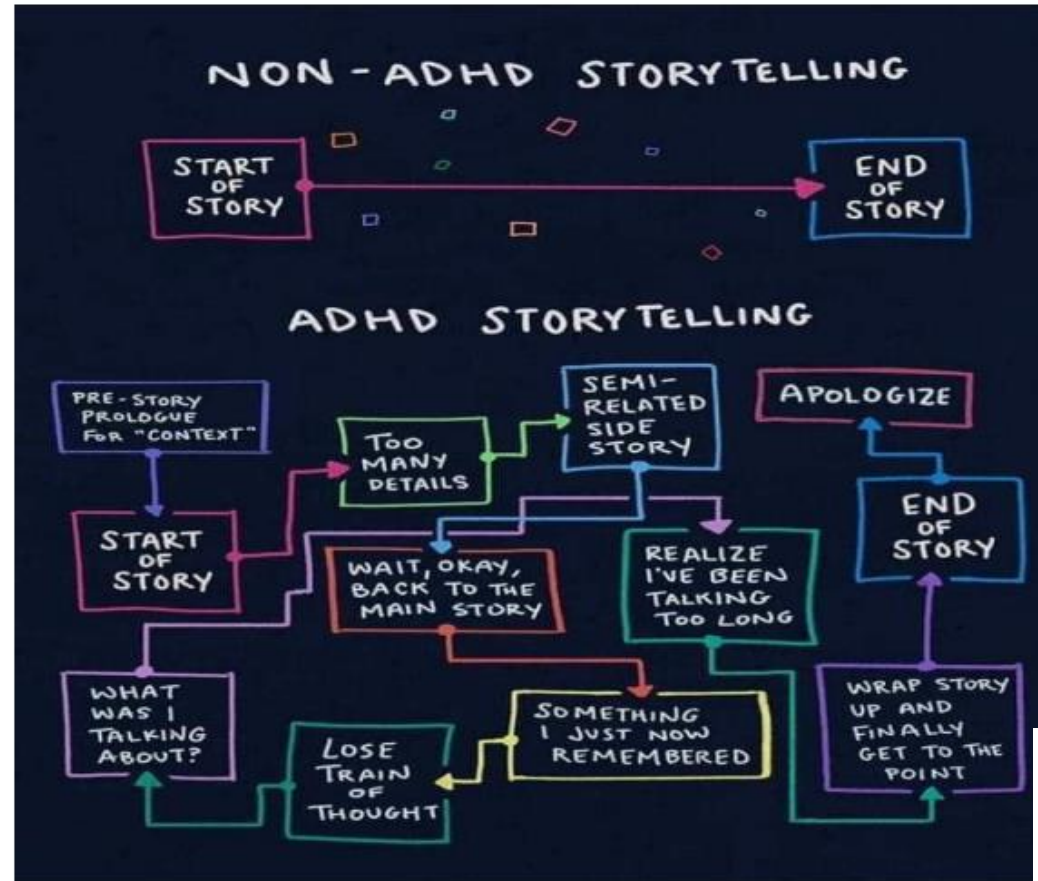 NON-ADHD STORYTELLING
START
OF
STORY
END
OF
STORY
ADHD STORYTELLING
PRE-STORY
PROLOGUE
FOR "CONTEXT"
START
OF
STORY
TOO
MANY
DETAILS
SEMI-
RELATED
SIDE
STORY
WAIT, OKAY,
BACK TO THE
MAIN STORY
SOMETHING
I JUST NOW
REMEMBERED
LOSE
TRAIN
OF
THOUGHT
WHAT
WAS I
TALKING
ABOUT?
REALIZE
I'VE BEEN
TALKING
TOO LONG
WRAP STORY
UP AND
FINALLY
GET TO THE
POINT
END
OF
STORY
APOLOGIZE